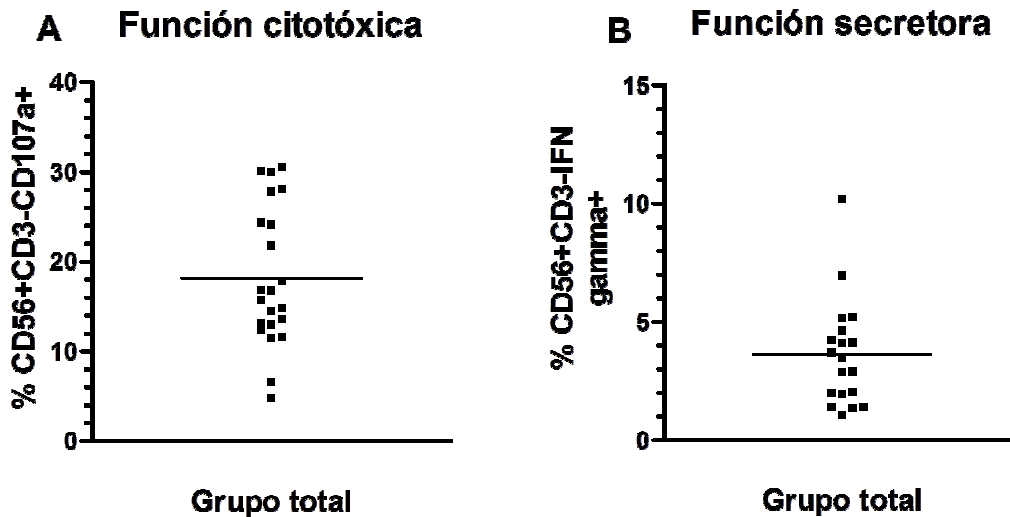 A
Función citotóxica
% CD56+CD3-CD107a+
40
30
20
10
0
Grupo total
B
Función secretora
% CD56+CD3-IFN
gamma+
15
10
5
0
Grupo total